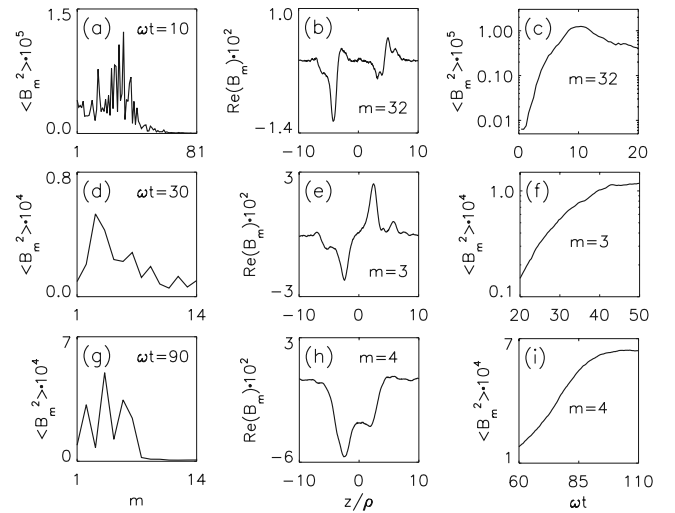 (a) ωt=10
<B_m^2>•10^5
1.5
0.0
1 81
(b)
Re(B_m)•10^2
1.0
−1.4
m=32
−10 0 10
(c)
<B_m^2>•10^5
1.00
0.10
0.01
m=32
0 10 20
(d) ωt=30
<B_m^2>•10^4
0.8
0.0
1 14
(e)
Re(B_m)•10^2
3
−3
m=3
−10 0 10
(f)
<B_m^2>•10^4
1.0
0.1
m=3
20 30 40 50
(g) ωt=90
<B_m^2>•10^4
7
0
1 14
m
(h) m=4
Re(B_m)•10^2
3
−6
−10 0 10
z/ρ
(i)
<B_m^2>•10^4
7
1
m=4
60 85 110
ωt